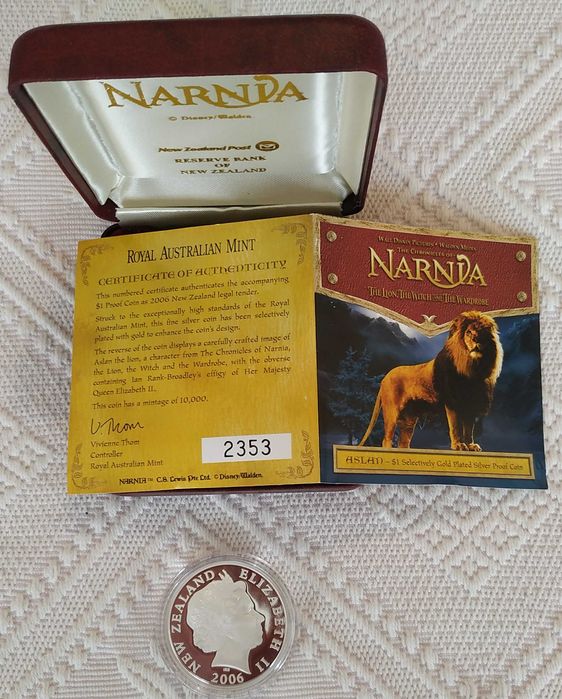 NARNIA
© Disney/Walden
New Zealand Post
RESERVE BANK
OF
NEW ZEALAND
ROYAL AUSTRALIAN MINT
CERTIFICATE OF AUTHENTICITY
This numbered certificate authenticates the accompanying
$1 Proof Coin as 2006 New Zealand legal tender.
Struck to the exceptionally high standards of the Royal
Australian Mint, this fine silver coin has been selectively
plated with gold to enhance the coin's design.
The reverse of the coin displays a carefully crafted image of
Aslan the lion, a character from The Chronicles of Narnia,
the Lion, the Witch and the Wardrobe, with the obverse
containing Ian Rank-Broadley's effigy of Her Majesty
Queen Elizabeth II.
This coin has a mintage of 10,000.
V. Thom
Vivienne Thom
Controller
Royal Australian Mint
2353
NARNIA™ C.S. Lewis Pte Ltd. © Disney/Walden.
WALT DISNEY PICTURES • WALDEN MEDIA
THE CHRONICLES OF
NARNIA
THE LION, THE WITCH AND THE WARDROBE
ASLAN – $1 Selectively Gold Plated Silver Proof Coin
NEW ZEALAND ELIZABETH II
2006